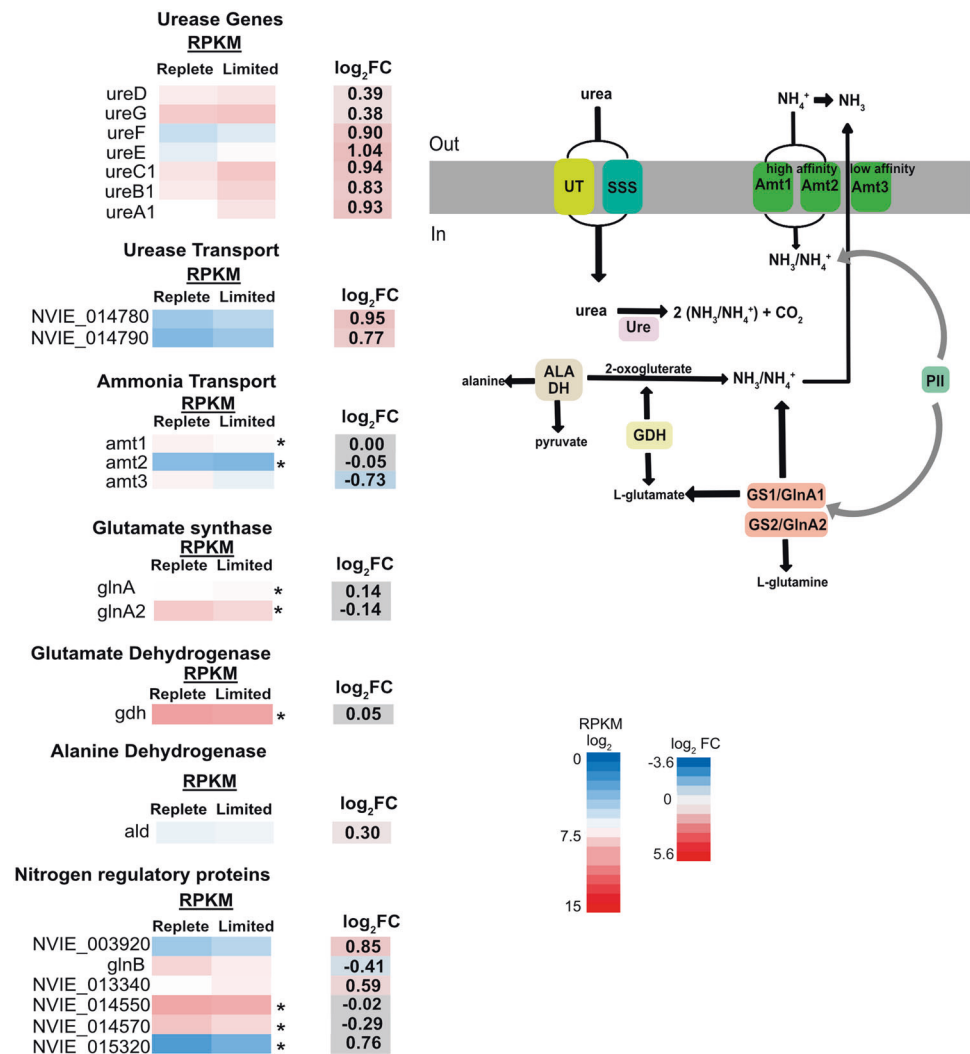 Urease Genes
RPKM
Replete Limited log₂FC
ureD 0.39
ureG 0.38
ureF 0.90
ureE 1.04
ureC1 0.94
ureB1 0.83
ureA1 0.93
Urease Transport
RPKM
Replete Limited log₂FC
NVIE_014780 0.95
NVIE_014790 0.77
Ammonia Transport
RPKM
Replete Limited log₂FC
amt1 * 0.00
amt2 * -0.05
amt3 -0.73
Glutamate synthase
RPKM
Replete Limited log₂FC
glnA * 0.14
glnA2 * -0.14
Glutamate Dehydrogenase
RPKM
Replete Limited log₂FC
gdh * 0.05
Alanine Dehydrogenase
RPKM
Replete Limited log₂FC
ald 0.30
Nitrogen regulatory proteins
RPKM
Replete Limited log₂FC
NVIE_003920 0.85
glnB -0.41
NVIE_013340 0.59
NVIE_014550 * -0.02
NVIE_014570 * -0.29
NVIE_015320 * 0.76
urea NH₄⁺ NH₃
Out
high affinity low affinity
UT SSS Amt1 Amt2 Amt3
In
NH₃/NH₄⁺
urea 2 (NH₃/NH₄⁺) + CO₂
Ure
2-oxogluterate
alanine ALA DH NH₃/NH₄⁺ PII
pyruvate GDH
L-glutamate GS1/GlnA1
GS2/GlnA2
L-glutamine
RPKM
log₂
0
7.5
15
log₂ FC
-3.6
0
5.6